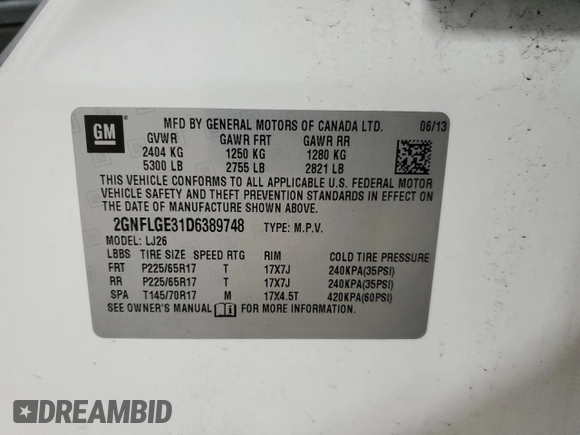 GM
MFD BY GENERAL MOTORS OF CANADA LTD. 06/13
GVWR GAWR FRT GAWR RR
2404 KG 1250 KG 1280 KG
5300 LB 2755 LB 2821 LB
THIS VEHICLE CONFORMS TO ALL APPLICABLE U.S. FEDERAL MOTOR
VEHICLE SAFETY AND THEFT PREVENTION STANDARDS IN EFFECT ON
THE DATE OF MANUFACTURE SHOWN ABOVE.
2GNFLGE31D6389748 TYPE: M.P.V.
MODEL: LJ26
LBBS TIRE SIZE SPEED RTG RIM COLD TIRE PRESSURE
FRT P225/65R17 T 17X7J 240KPA(35PSI)
RR P225/65R17 T 17X7J 240KPA(35PSI)
SPA T145/70R17 M 17X4.5T 420KPA(60PSI)
SEE OWNER'S MANUAL FOR MORE INFORMATION.
DREAMBID